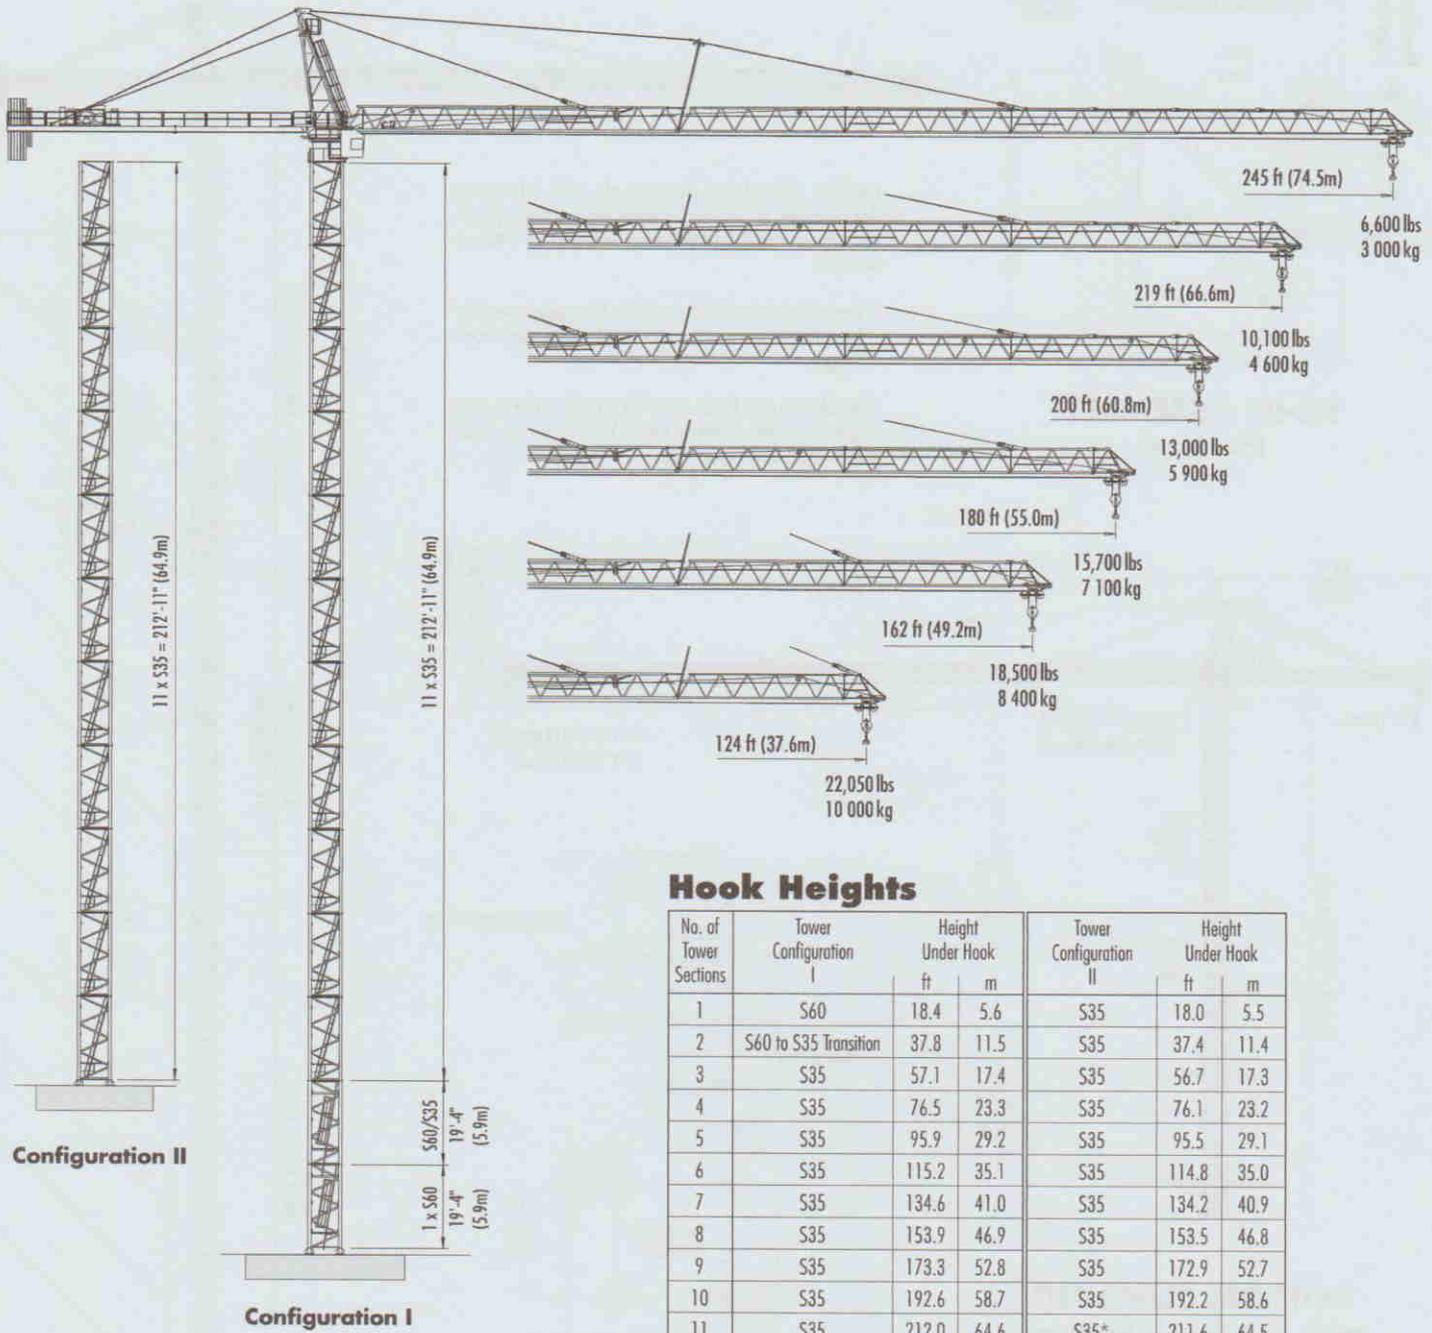 245 ft (74.5m)
6,600 lbs
3 000 kg
219 ft (66.6m)
10,100 lbs
4 600 kg
200 ft (60.8m)
13,000 lbs
5 900 kg
180 ft (55.0m)
15,700 lbs
7 100 kg
162 ft (49.2m)
18,500 lbs
8 400 kg
124 ft (37.6m)
22,050 lbs
10 000 kg
11 x S35 = 212'-11" (64.9m)
11 x S35 = 212'-11" (64.9m)
S60/S35
19'-4"
(5.9m)
1 x S60
19'-4"
(5.9m)
Configuration II
Configuration I
Hook Heights
No. of Tower Sections | Tower Configuration I | Height Under Hook ft | m | Tower Configuration II | Height Under Hook ft | m
1 S60 18.4 5.6 S35 18.0 5.5
2 S60 to S35 Transition 37.8 11.5 S35 37.4 11.4
3 S35 57.1 17.4 S35 56.7 17.3
4 S35 76.5 23.3 S35 76.1 23.2
5 S35 95.9 29.2 S35 95.5 29.1
6 S35 115.2 35.1 S35 114.8 35.0
7 S35 134.6 41.0 S35 134.2 40.9
8 S35 153.9 46.9 S35 153.5 46.8
9 S35 173.3 52.8 S35 172.9 52.7
10 S35 192.6 58.7 S35 192.2 58.6
11 S35 212.0 64.6 S35* 211.6 64.5